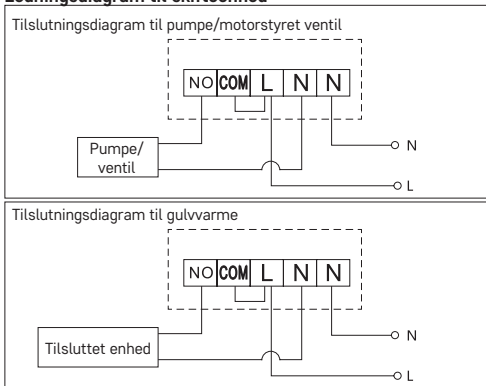 Tilslutningsdiagram til pumpe/motorstyret ventil
NO COM L N N
Pumpe/
ventil
N
L
Tilslutningsdiagram til gulvvarme
NO COM L N N
Tilsluttet enhed
N
L